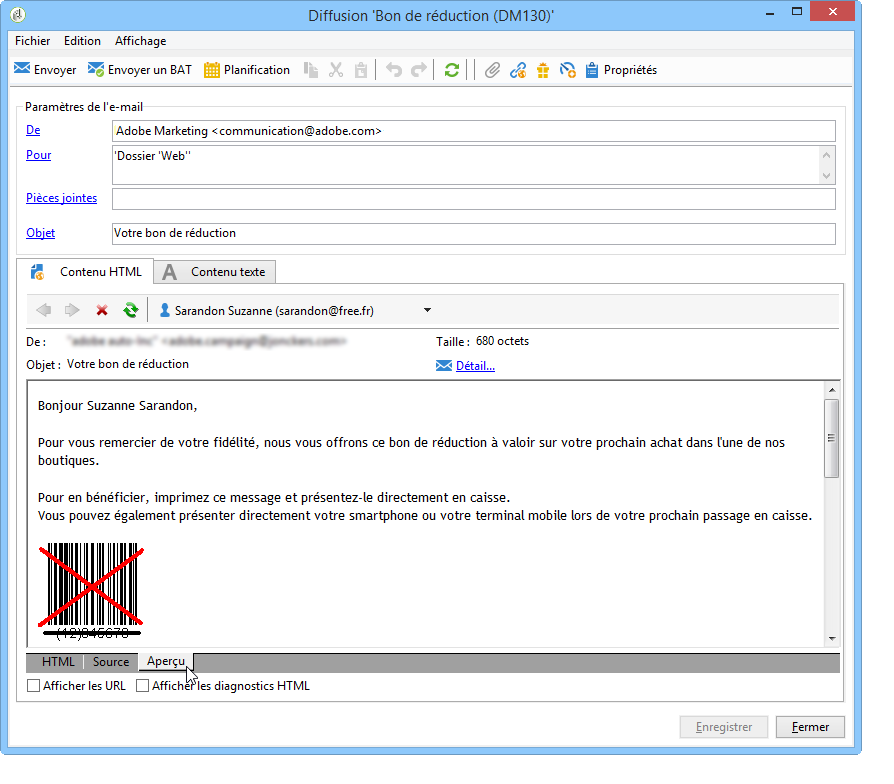 Diffusion 'Bon de réduction (DM130)'
Fichier Edition Affichage
Envoyer Envoyer un BAT Planification Propriétés
Paramètres de l'e-mail
De Adobe Marketing <communication@adobe.com>
Pour 'Dossier 'Web''
Pièces jointes
Objet Votre bon de réduction
Contenu HTML Contenu texte
Sarandon Suzanne (sarandon@free.fr)
De : Taille : 680 octets
Objet : Votre bon de réduction Détail...
Bonjour Suzanne Sarandon,
Pour vous remercier de votre fidélité, nous vous offrons ce bon de réduction à valoir sur votre prochain achat dans l'une de nos
boutiques.
Pour en bénéficier, imprimez ce message et présentez-le directement en caisse.
Vous pouvez également présenter directement votre smartphone ou votre terminal mobile lors de votre prochain passage en caisse.
HTML Source Aperçu
Afficher les URL Afficher les diagnostics HTML
Enregistrer Fermer